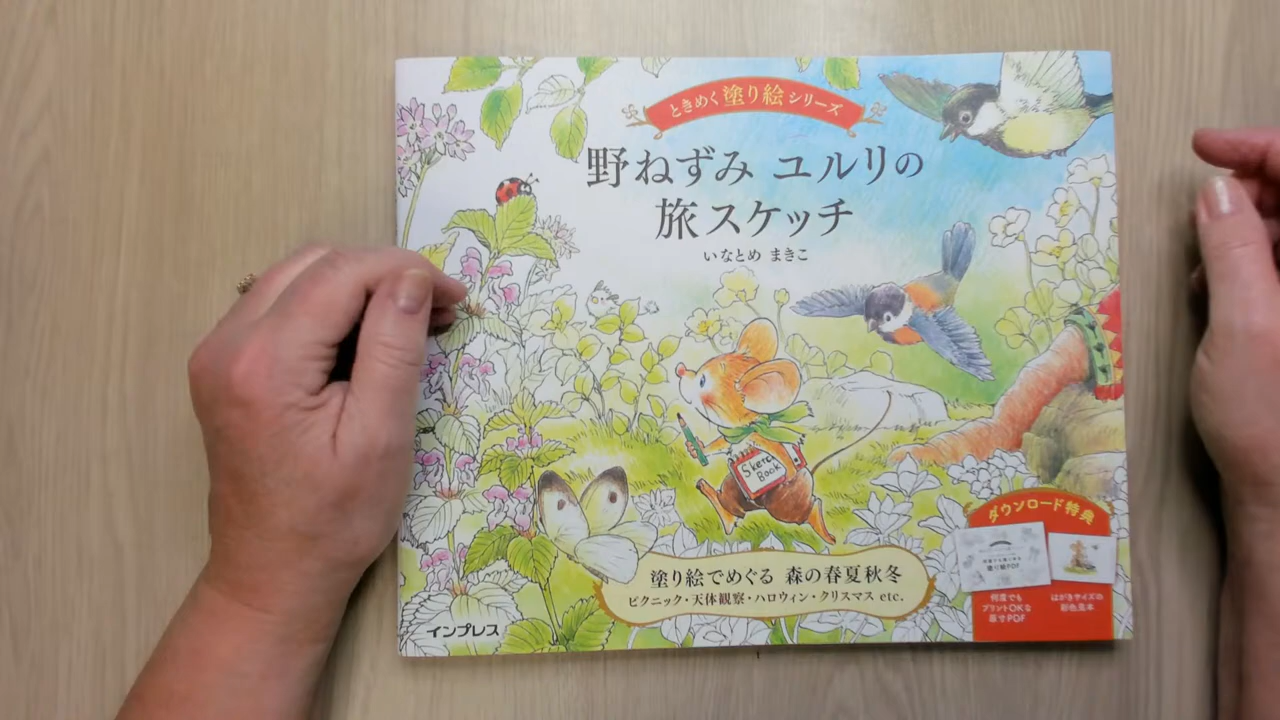 ときめく塗り絵シリーズ
野ねずみ ユルリの
旅スケッチ
いなとめ まきこ
Sketch
Book
塗り絵でめぐる 森の春夏秋冬
ピクニック・天体観察・ハロウィン・クリスマス etc.
インプレス
ダウンロード特典
塗り絵PDF
何度でも
プリントOKな
原寸PDF
はがきサイズの
彩色見本